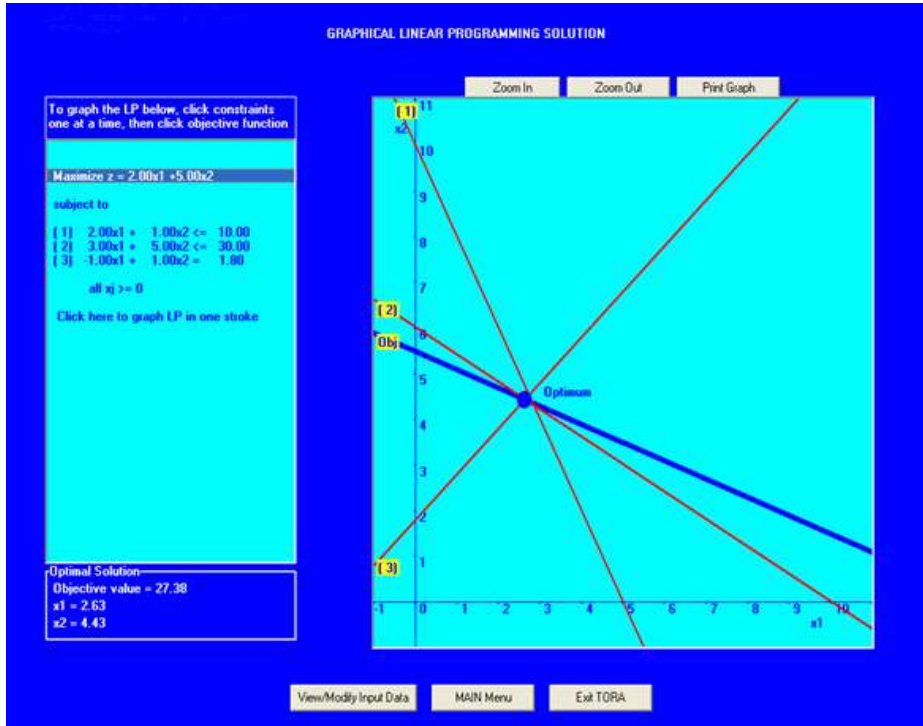 GRAPHICAL LINEAR PROGRAMMING SOLUTION
Zoom In
Zoom Out
Print Graph
To graph the LP below, click constraints
one at a time, then click objective function
Maximize z = 2.00x1 +5.00x2
subject to
( 1) 2.00x1 + 1.00x2 <= 10.00
( 2) 3.00x1 + 5.00x2 <= 30.00
( 3) -1.00x1 + 1.00x2 = 1.80
all xj >= 0
Click here to graph LP in one stroke
Optimal Solution
Objective value = 27.38
x1 = 2.63
x2 = 4.43
( 1) 11
x2
10
9
8
7
( 2)
6
Obj
5
Optimum
4
3
2
1
( 3)
-1 0 1 2 3 4 5 6 7 8 9 10
x1
View/Modify Input Data
MAIN Menu
Exit TORA